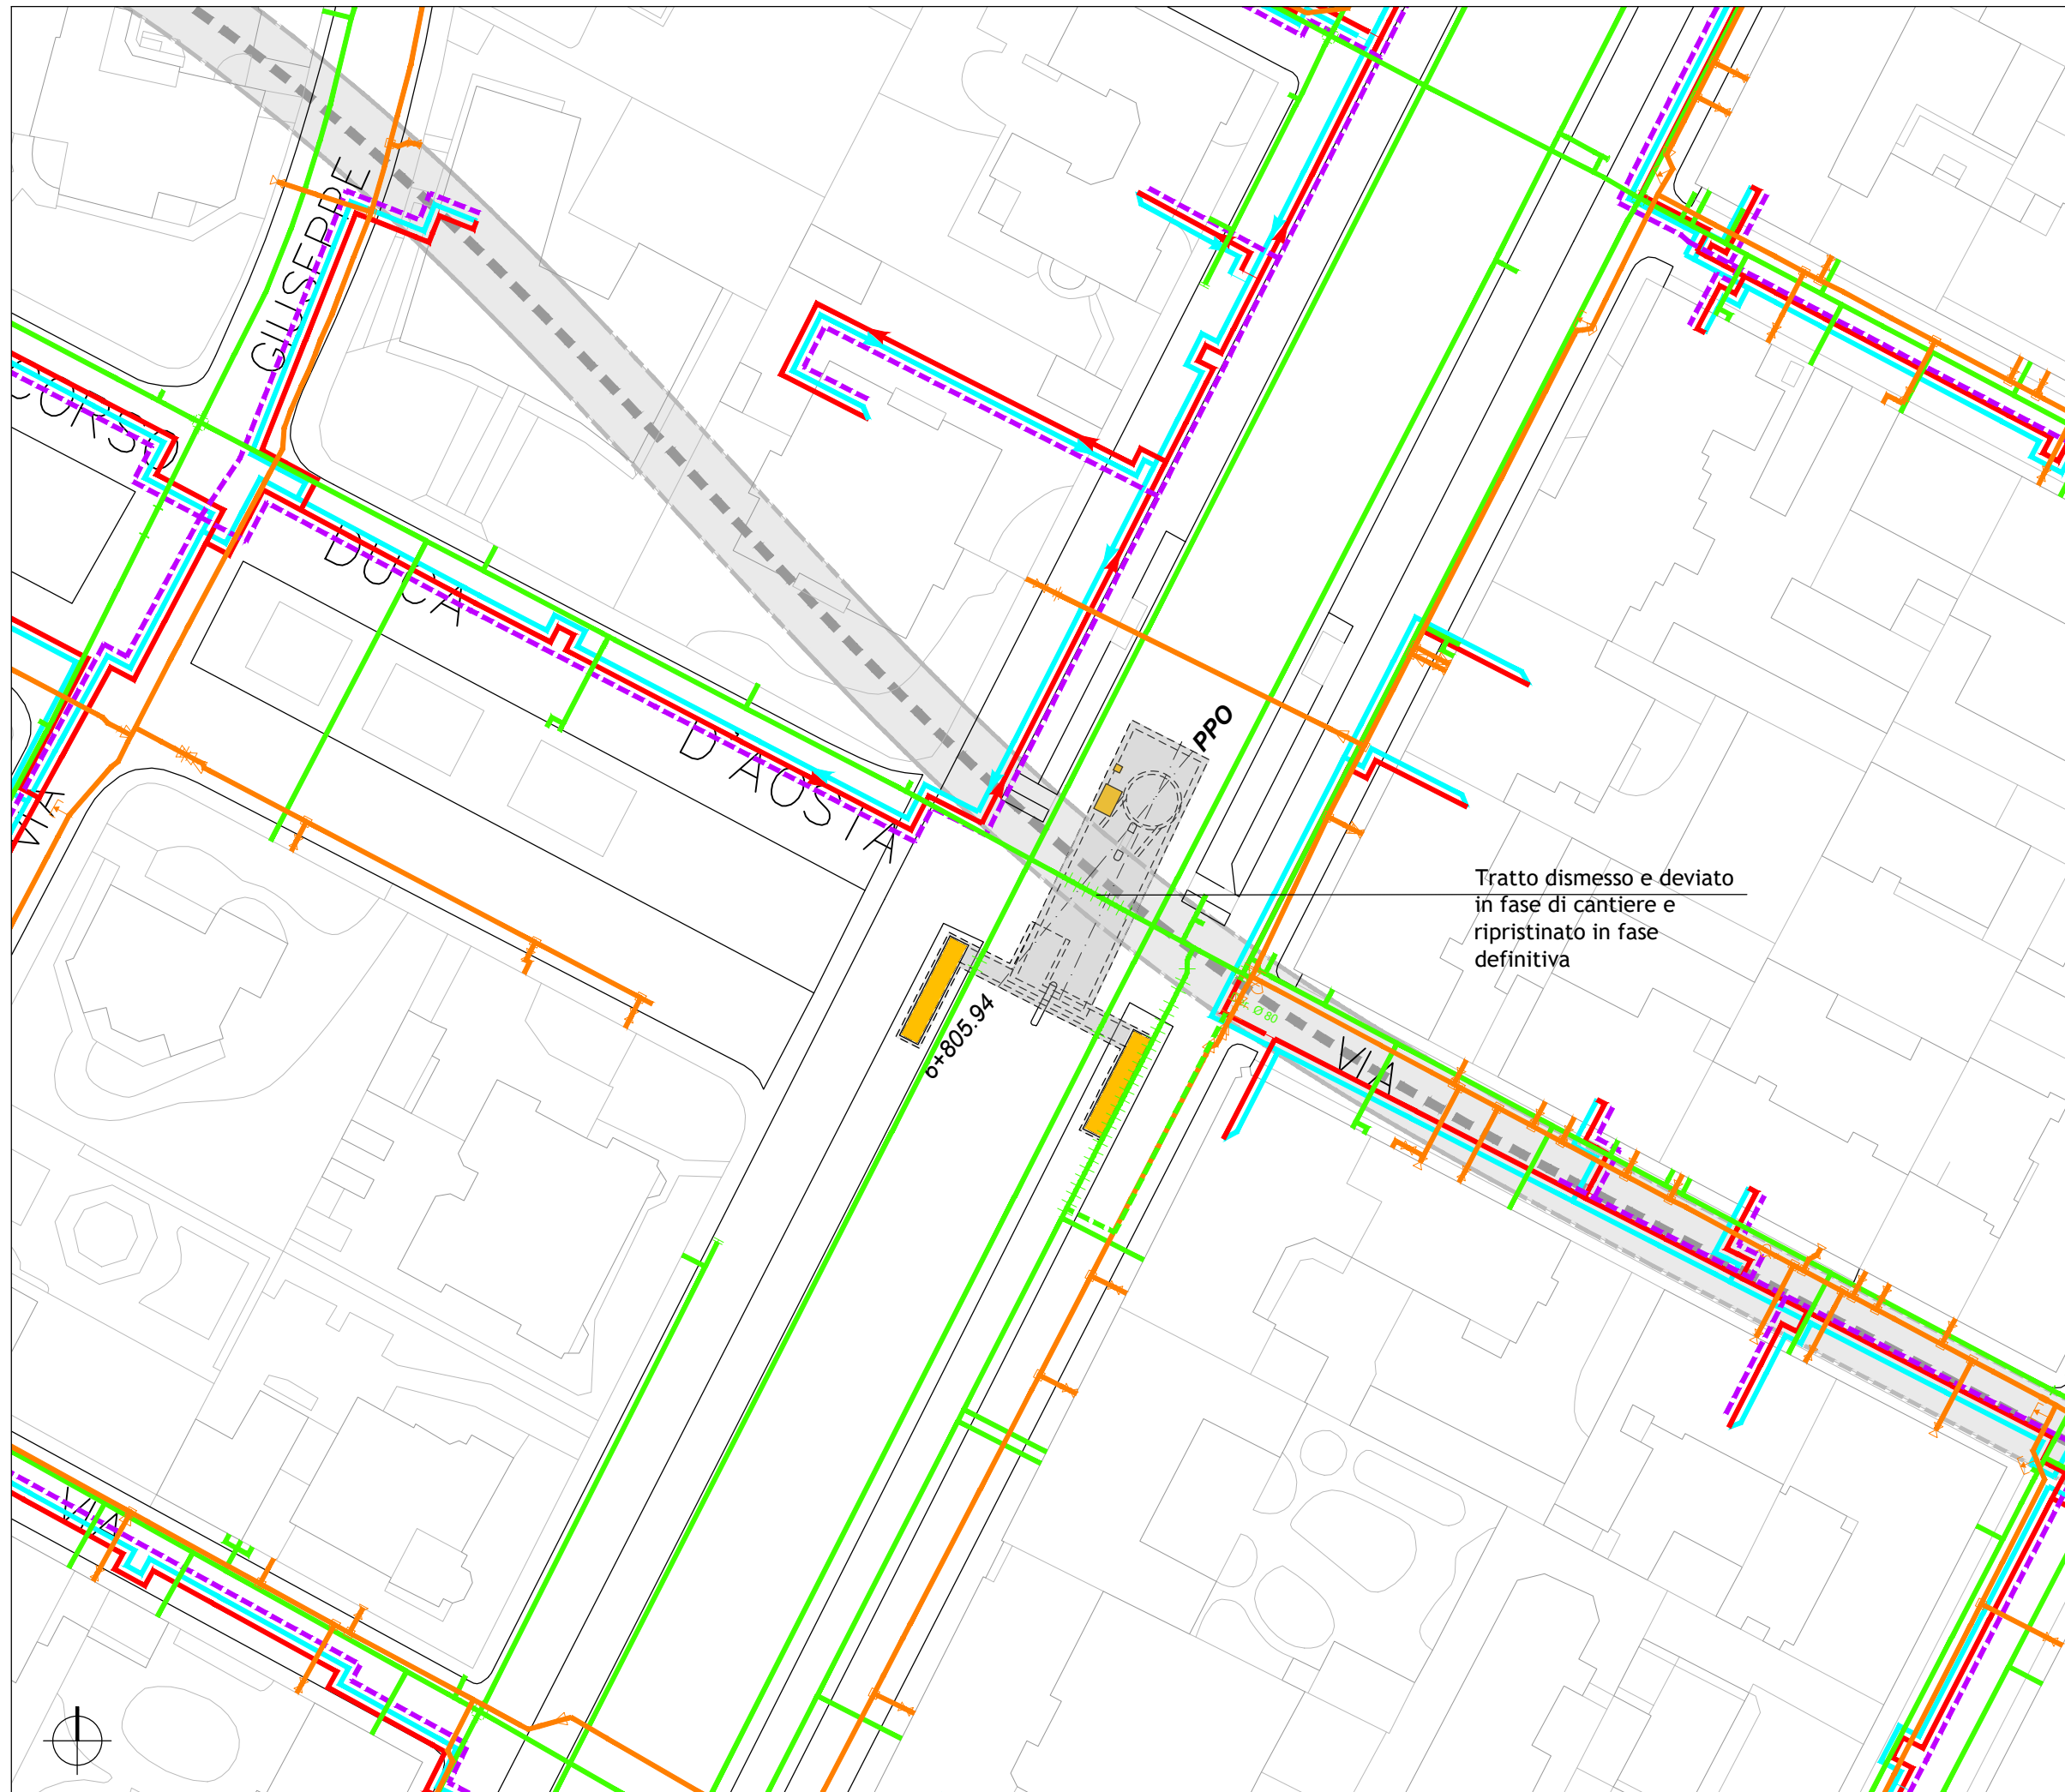 GIUSEPPE
CORSO
DUCA
D'AOSTA
PPO
Tratto dismesso e deviato
in fase di cantiere e
ripristinato in fase
definitiva
6+805.94
Ø 80
VIA
VIA
VIA